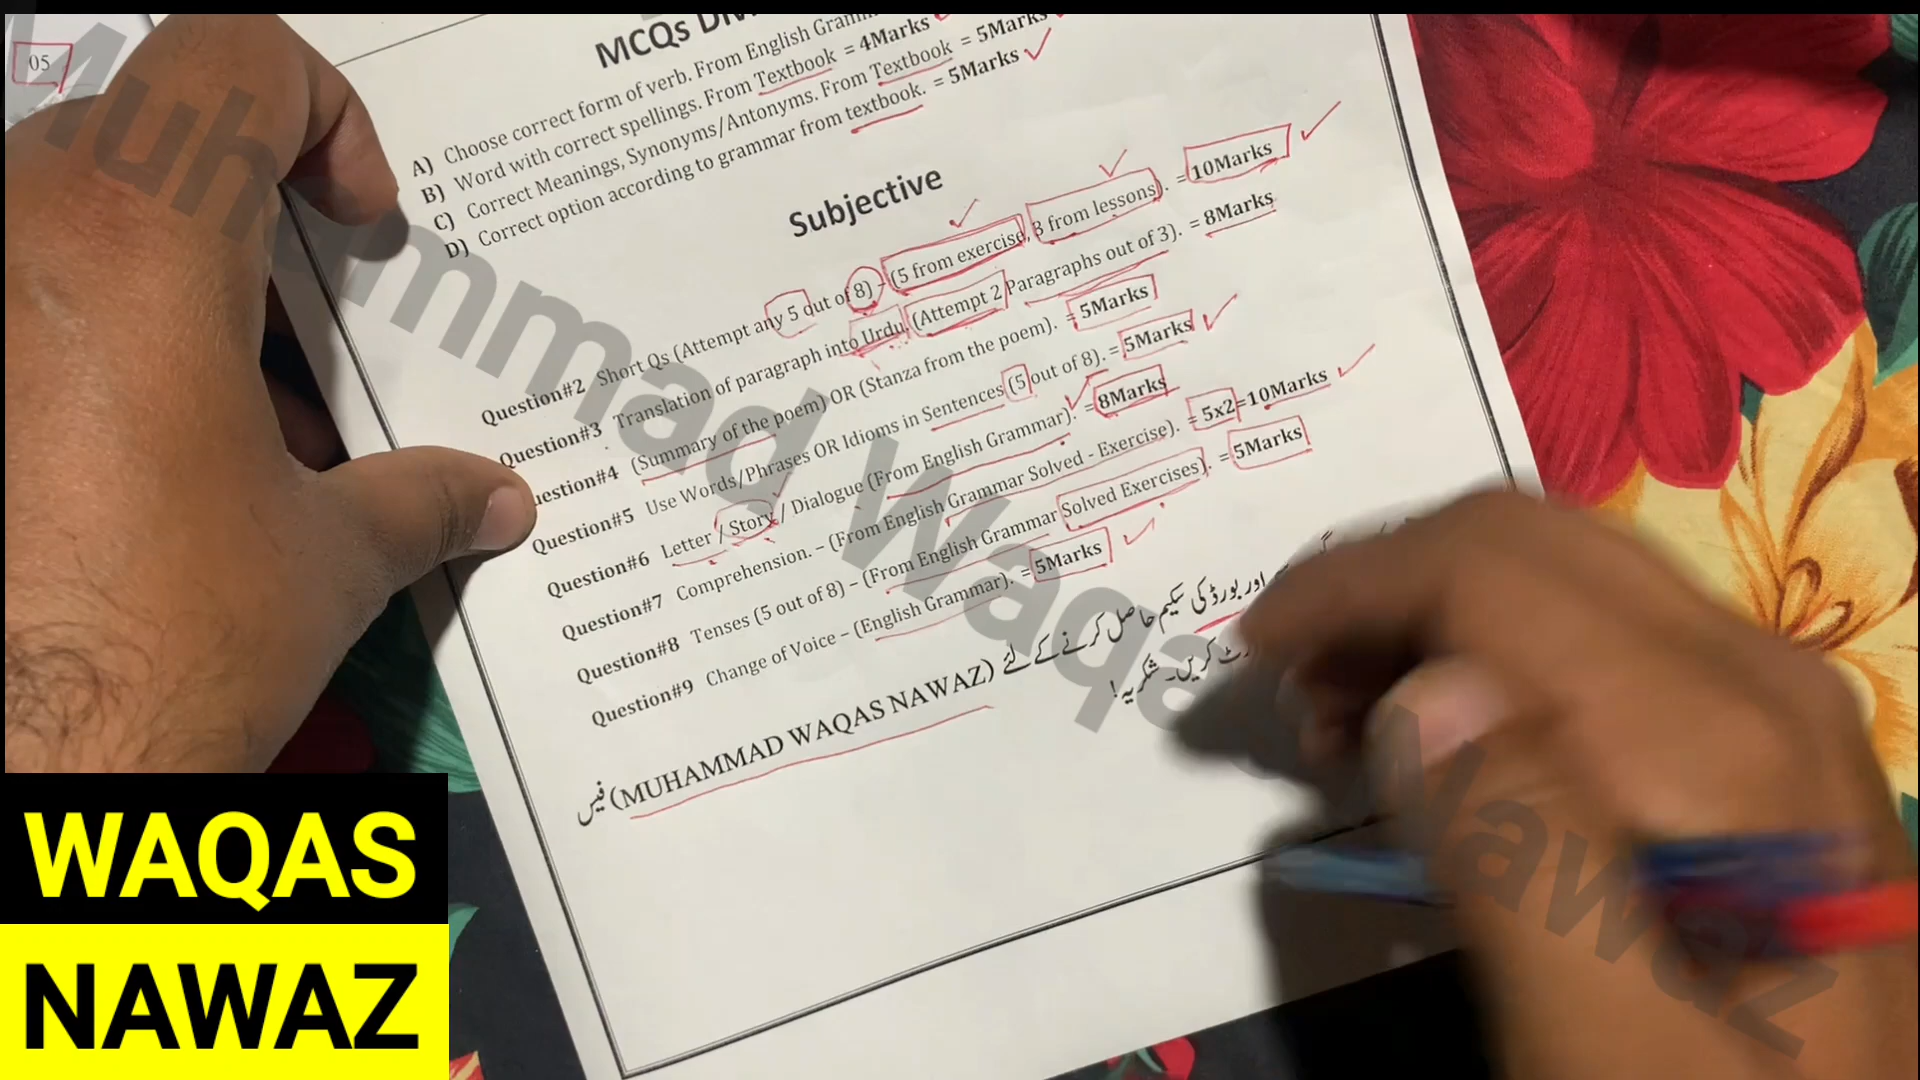 05
MCQs
A) Choose correct form of verb. From English
B) Word with correct spellings. From Textbook = 4Marks
C) Correct Meanings, Synonyms/Antonyms. From Textbook = 5Marks
D) Correct option according to grammar from textbook. = 5Marks
Subjective
Question#2 Short Qs (Attempt any 5 out of 8) - (5 from exercise, 3 from lessons). = 10Marks
Question#3 Translation of paragraph into Urdu. (Attempt 2 Paragraphs out of 3). = 8Marks
uestion#4 (Summary of the poem) OR (Stanza from the poem). = 5Marks
Question#5 Use Words/Phrases OR Idioms in Sentences (5 out of 8). = 5Marks
Question#6 Letter / Story / Dialogue (From English Grammar). = 8Marks
Question#7 Comprehension. – (From English Grammar Solved - Exercise). = 5x2=10Marks
Question#8 Tenses (5 out of 8) – (From English Grammar Solved Exercises). = 5Marks
Question#9 Change of Voice – (English Grammar). = 5Marks
اور بورڈ کی سکیم حاصل کرنے کے لئے (MUHAMMAD WAQAS NAWAZ) فیس
کریں۔ شکریہ!
Muhammad Waqas Nawaz
WAQAS
NAWAZ